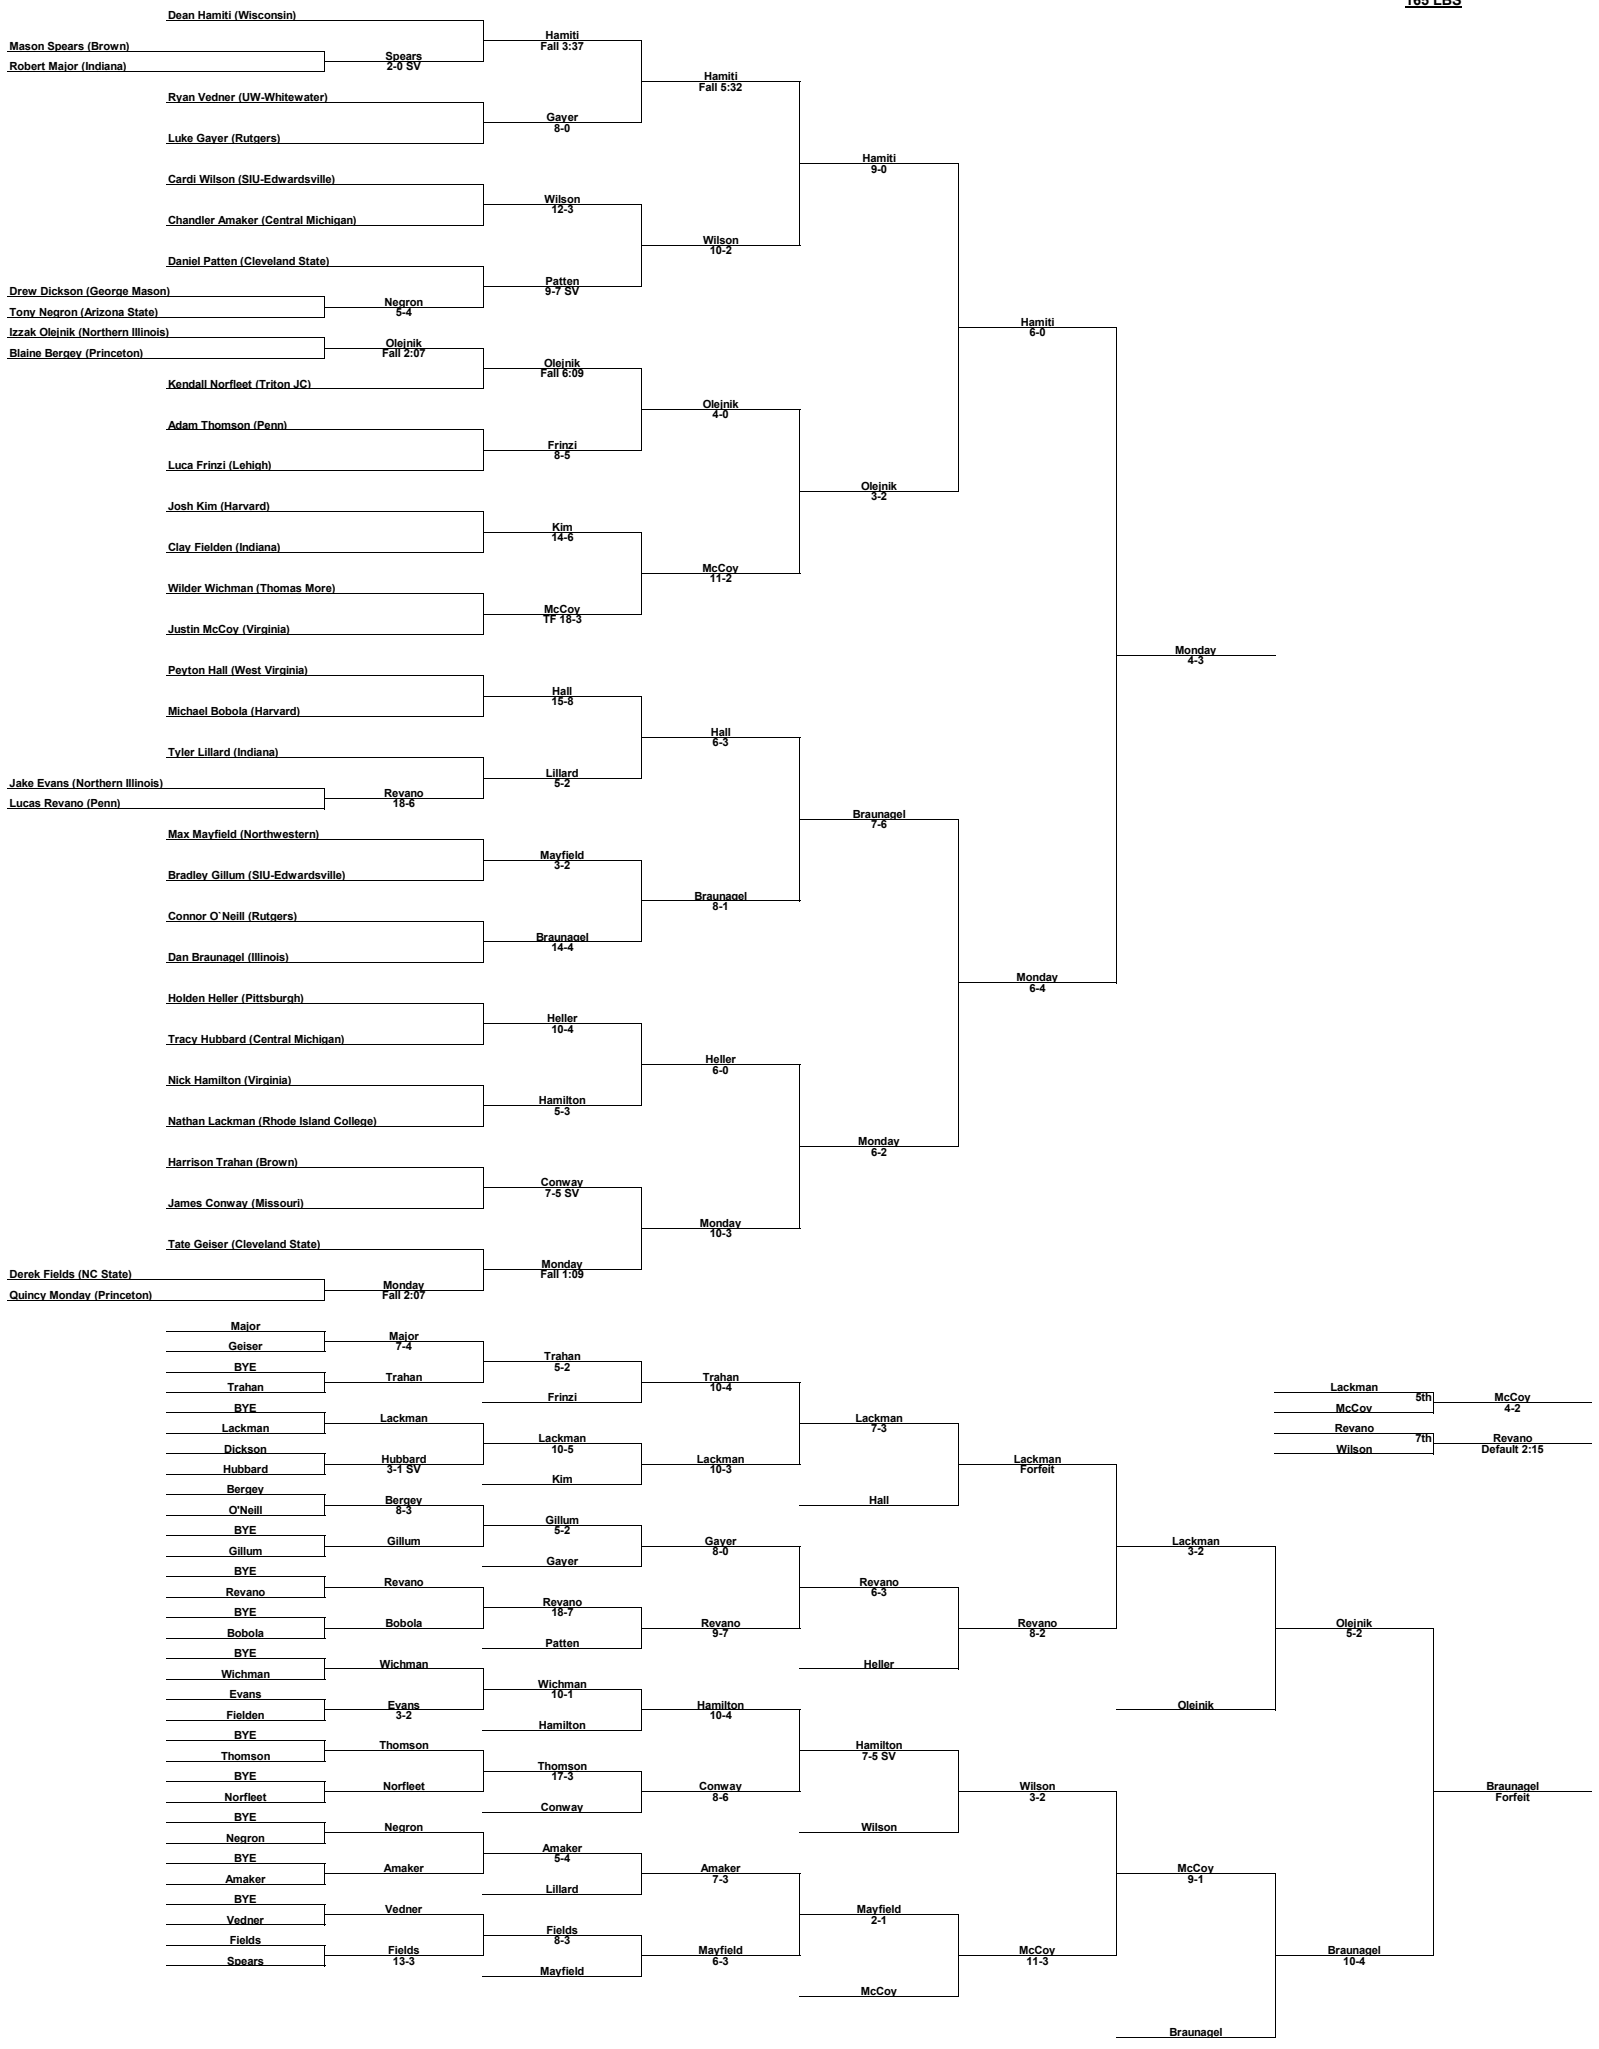 165 LBS
Dean Hamiti (Wisconsin)
Hamiti
Fall 3:37
Mason Spears (Brown)
Spears
2-0 SV
Robert Major (Indiana)
Hamiti
Fall 5:32
Ryan Vedner (UW-Whitewater)
Gayer
8-0
Luke Gayer (Rutgers)
Hamiti
9-0
Cardi Wilson (SIU-Edwardsville)
Wilson
12-3
Chandler Amaker (Central Michigan)
Wilson
10-2
Daniel Patten (Cleveland State)
Patten
9-7 SV
Drew Dickson (George Mason)
Negron
5-4
Tony Negron (Arizona State)
Hamiti
6-0
Izzak Olejnik (Northern Illinois)
Olejnik
Fall 2:07
Blaine Bergey (Princeton)
Olejnik
Fall 6:09
Kendall Norfleet (Triton JC)
Olejnik
4-0
Adam Thomson (Penn)
Frinzi
8-5
Luca Frinzi (Lehigh)
Olejnik
3-2
Josh Kim (Harvard)
Kim
14-6
Clay Fielden (Indiana)
McCoy
11-2
Wilder Wichman (Thomas More)
McCoy
TF 18-3
Justin McCoy (Virginia)
Monday
4-3
Peyton Hall (West Virginia)
Hall
15-8
Michael Bobola (Harvard)
Hall
6-3
Tyler Lillard (Indiana)
Lillard
5-2
Jake Evans (Northern Illinois)
Revano
18-6
Lucas Revano (Penn)
Braunagel
7-6
Max Mayfield (Northwestern)
Mayfield
3-2
Bradley Gillum (SIU-Edwardsville)
Braunagel
8-1
Connor O`Neill (Rutgers)
Braunagel
14-4
Dan Braunagel (Illinois)
Monday
6-4
Holden Heller (Pittsburgh)
Heller
10-4
Tracy Hubbard (Central Michigan)
Heller
6-0
Nick Hamilton (Virginia)
Hamilton
5-3
Nathan Lackman (Rhode Island College)
Monday
6-2
Harrison Trahan (Brown)
Conway
7-5 SV
James Conway (Missouri)
Monday
10-3
Tate Geiser (Cleveland State)
Monday
Fall 1:09
Derek Fields (NC State)
Monday
Fall 2:07
Quincy Monday (Princeton)
Major
Major
7-4
Geiser
Trahan
5-2
BYE
Trahan
Trahan
10-4
Trahan
Frinzi
Lackman
5th
McCoy
4-2
McCoy
BYE
Lackman
Lackman
7-3
Lackman
Lackman
10-5
Revano
7th
Revano
Default 2:15
Wilson
Dickson
Hubbard
3-1 SV
Lackman
10-3
Lackman
Forfeit
Hubbard
Kim
Bergey
Bergey
8-3
Hall
O'Neill
Gillum
5-2
BYE
Gillum
Gayer
8-0
Lackman
3-2
Gillum
Gayer
BYE
Revano
Revano
6-3
Revano
Revano
18-7
BYE
Bobola
Revano
9-7
Revano
8-2
Olejnik
5-2
Bobola
Patten
BYE
Wichman
Heller
Wichman
Wichman
10-1
Evans
Evans
3-2
Hamilton
10-4
Olejnik
Fielden
Hamilton
BYE
Thomson
Hamilton
7-5 SV
Thomson
Thomson
17-3
BYE
Norfleet
Conway
8-6
Wilson
3-2
Braunagel
Forfeit
Norfleet
Conway
BYE
Negron
Wilson
Negron
Amaker
5-4
BYE
Amaker
Amaker
7-3
McCoy
9-1
Amaker
Lillard
BYE
Vedner
Mayfield
2-1
Vedner
Fields
8-3
Fields
Fields
13-3
Mayfield
6-3
McCoy
11-3
Braunagel
10-4
Spears
Mayfield
McCoy
Braunagel